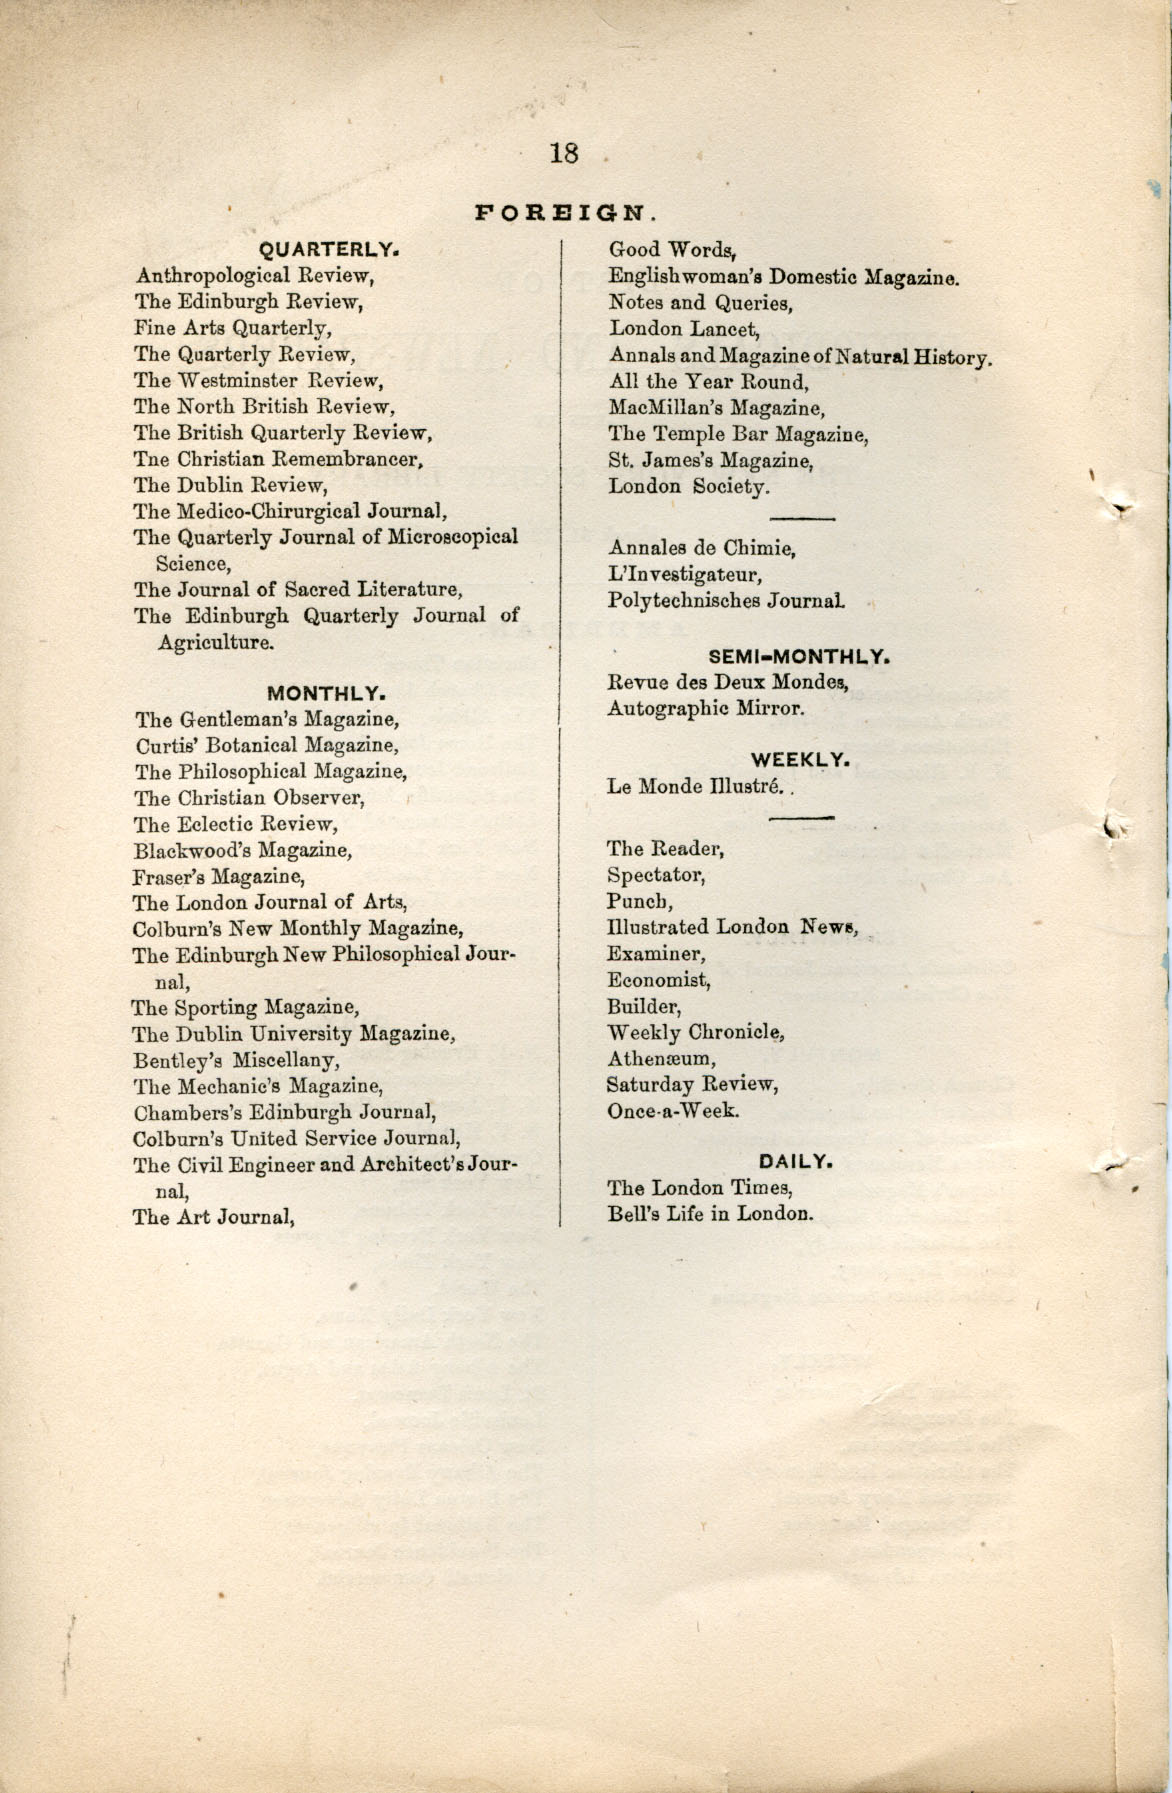 18
FOREIGN.
QUARTERLY.
Anthropological Review,
The Edinburgh Review,
Fine Arts Quarterly,
The Quarterly Review,
The Westminster Review,
The North British Review,
The British Quarterly Review,
Tne Christian Remembrancer,
The Dublin Review,
The Medico-Chirurgical Journal,
The Quarterly Journal of Microscopical
Science,
The Journal of Sacred Literature,
The Edinburgh Quarterly Journal of
Agriculture.
MONTHLY.
The Gentleman's Magazine,
Curtis' Botanical Magazine,
The Philosophical Magazine,
The Christian Observer,
The Eclectic Review,
Blackwood's Magazine,
Fraser's Magazine,
The London Journal of Arts,
Colburn's New Monthly Magazine,
The Edinburgh New Philosophical Jour-
nal,
The Sporting Magazine,
The Dublin University Magazine,
Bentley's Miscellany,
The Mechanic's Magazine,
Chambers's Edinburgh Journal,
Colburn's United Service Journal,
The Civil Engineer and Architect's Jour-
nal,
The Art Journal,
Good Words,
Englishwoman's Domestic Magazine.
Notes and Queries,
London Lancet,
Annals and Magazine of Natural History.
All the Year Round,
MacMillan's Magazine,
The Temple Bar Magazine,
St. James's Magazine,
London Society.
Annales de Chimie,
L'Investigateur,
Polytechnisches Journal.
SEMI-MONTHLY.
Revue des Deux Mondes,
Autographic Mirror.
WEEKLY.
Le Monde Illustré.
The Reader,
Spectator,
Punch,
Illustrated London News,
Examiner,
Economist,
Builder,
Weekly Chronicle,
Athenæum,
Saturday Review,
Once-a-Week.
DAILY.
The London Times,
Bell's Life in London.